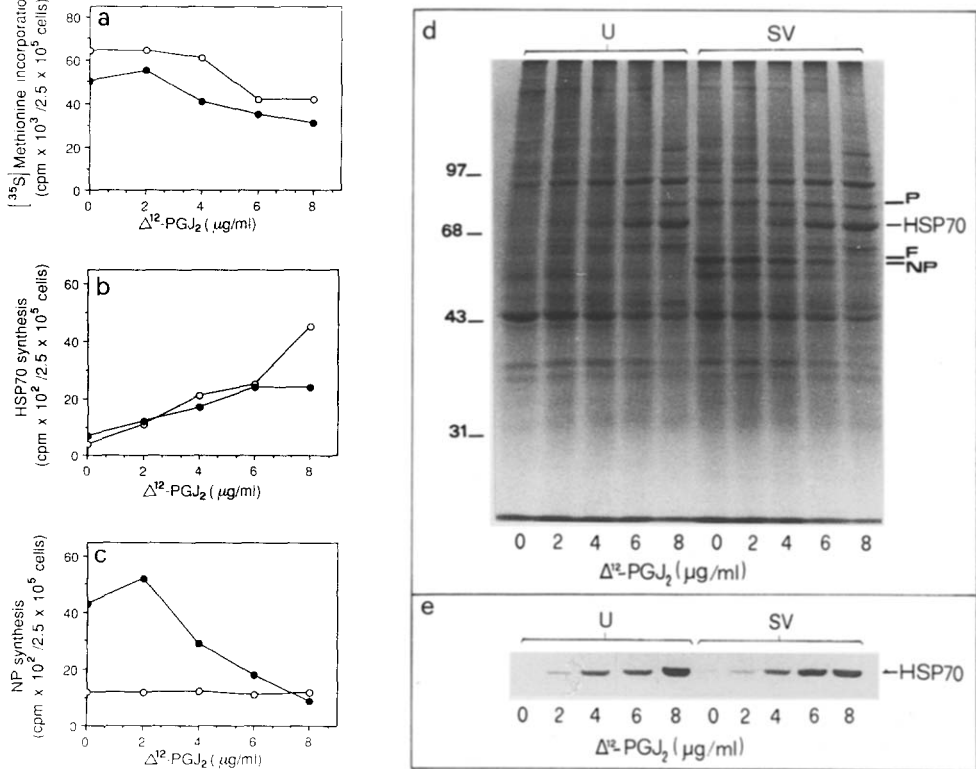 a
[³⁵S] Methionine incorporation
(cpm x 10³ /2.5 x 10⁵ cells)
80
60
40
20
0
0 2 4 6 8
Δ¹²-PGJ₂ (µg/ml)
b
HSP70 synthesis
(cpm x 10² /2.5 x 10⁵ cells)
60
40
20
0
0 2 4 6 8
Δ¹²-PGJ₂ (µg/ml)
c
NP synthesis
(cpm x 10² /2.5 x 10⁵ cells)
60
40
20
0
0 2 4 6 8
Δ¹²-PGJ₂ (µg/ml)
d
U SV
97
68
43
31
P
HSP70
F
NP
0 2 4 6 8 0 2 4 6 8
Δ¹²-PGJ₂ (µg/ml)
e
U SV
HSP70
0 2 4 6 8 0 2 4 6 8
Δ¹²-PGJ₂ (µg/ml)